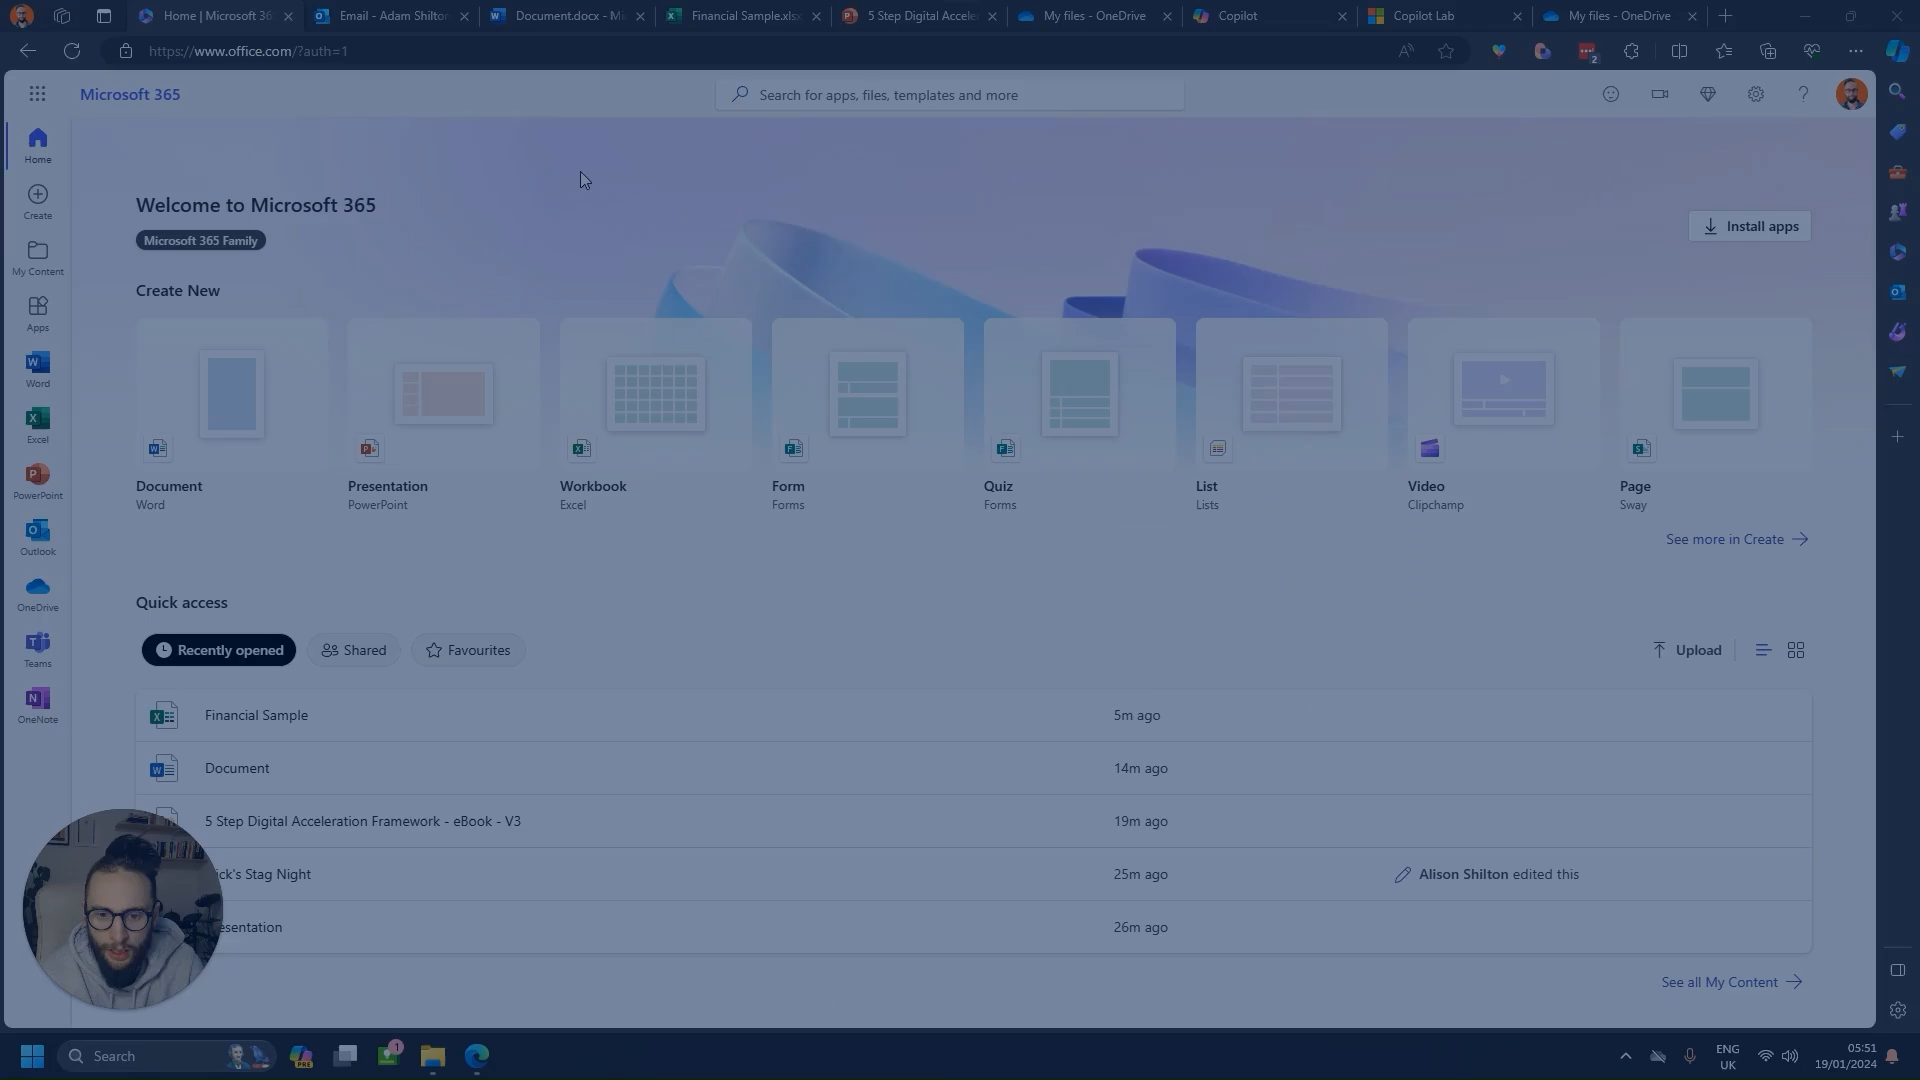 Home | Microsoft 36
Email - Adam Shilton
Document.docx - Mi
Financial Sample.xlsx
5 Step Digital Accele
My files - OneDrive
Copilot
Copilot Lab
My files - OneDrive
https://www.office.com/?auth=1
2
Microsoft 365
Search for apps, files, templates and more
Home
Create
My Content
Apps
Word
Excel
PowerPoint
Outlook
OneDrive
Teams
OneNote
Welcome to Microsoft 365
Microsoft 365 Family
Install apps
Create New
Document
Word
Presentation
PowerPoint
Workbook
Excel
Form
Forms
Quiz
Forms
List
Lists
Video
Clipchamp
Page
Sway
See more in Create
Quick access
Recently opened
Shared
Favourites
Upload
Financial Sample
5m ago
Document
14m ago
5 Step Digital Acceleration Framework - eBook - V3
19m ago
ick's Stag Night
25m ago
Alison Shilton edited this
esentation
26m ago
See all My Content
Search
PRE
1
ENG
UK
05:51
19/01/2024